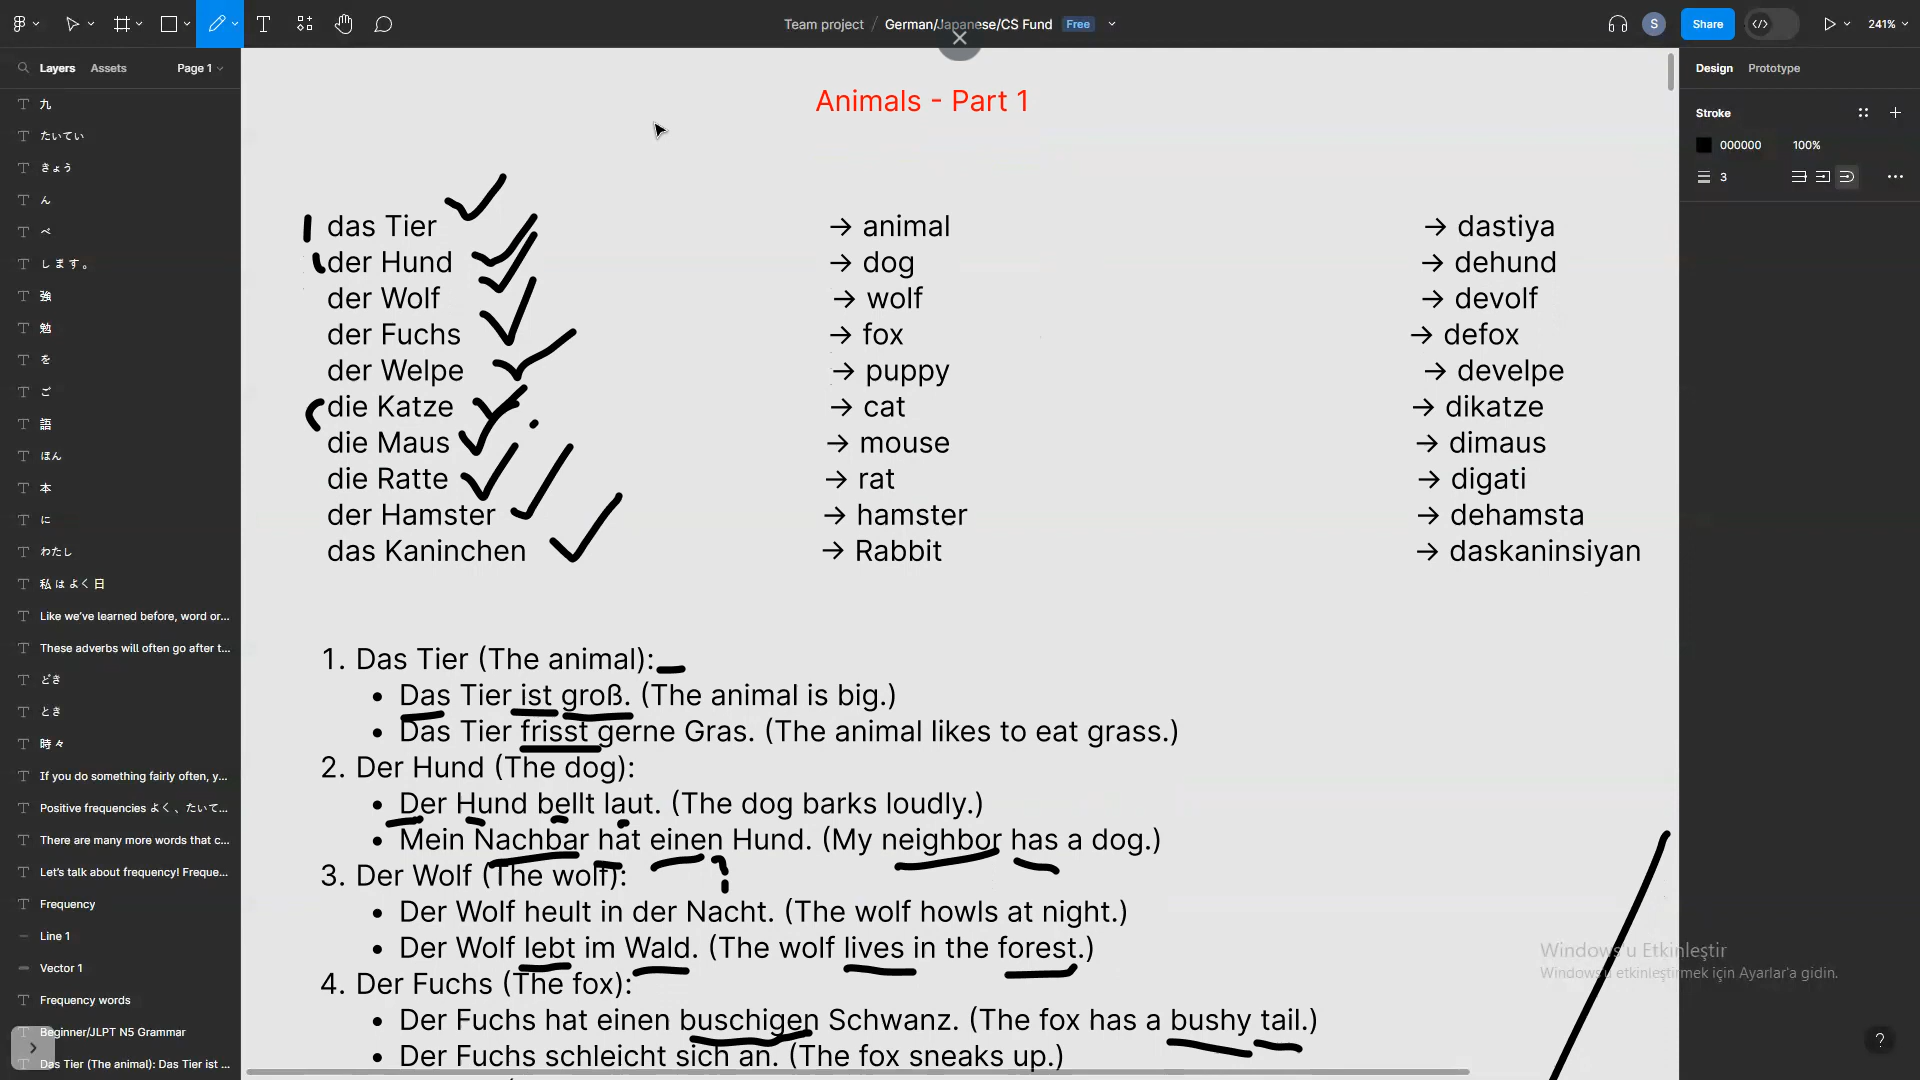 Team project / German/Japanese/CS Fund Free
S Share 241%
Layers Assets Page 1
Design Prototype
九
たいてい
きょう
ん
べ
します。
強
勉
を
ご
語
ほん
本
に
わたし
私はよく日
Like we've learned before, word or...
These adverbs will often go after t...
どき
とき
時々
If you do something fairly often, y...
Positive frequencies よく、たいて...
There are many more words that c...
Let's talk about frequency! Freque...
Frequency
Line 1
Vector 1
Frequency words
Beginner/JLPT N5 Grammar
Das Tier (The animal): Das Tier ist ...
Animals - Part 1
das Tier → animal → dastiya
der Hund → dog → dehund
der Wolf → wolf → devolf
der Fuchs → fox → defox
der Welpe → puppy → develpe
die Katze → cat → dikatze
die Maus → mouse → dimaus
die Ratte → rat → digati
der Hamster → hamster → dehamsta
das Kaninchen → Rabbit → daskaninsiyan
1. Das Tier (The animal):
• Das Tier ist groß. (The animal is big.)
• Das Tier frisst gerne Gras. (The animal likes to eat grass.)
2. Der Hund (The dog):
• Der Hund bellt laut. (The dog barks loudly.)
• Mein Nachbar hat einen Hund. (My neighbor has a dog.)
3. Der Wolf (The wolf):
• Der Wolf heult in der Nacht. (The wolf howls at night.)
• Der Wolf lebt im Wald. (The wolf lives in the forest.)
4. Der Fuchs (The fox):
• Der Fuchs hat einen buschigen Schwanz. (The fox has a bushy tail.)
• Der Fuchs schleicht sich an. (The fox sneaks up.)
Stroke
000000 100%
3
Windows'u Etkinleştir
Windows'u etkinleştirmek için Ayarlar'a gidin.
?